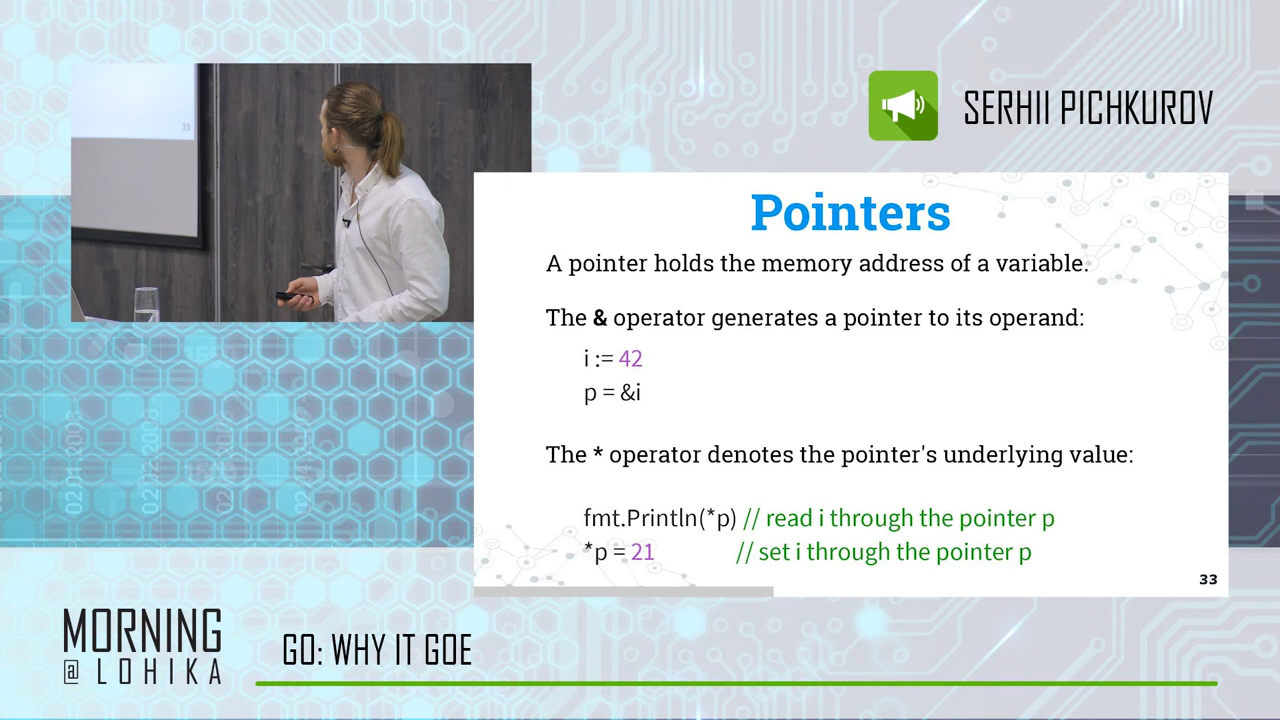 SERHII PICHKUROV
33
Pointers
A pointer holds the memory address of a variable.
The & operator generates a pointer to its operand:
i := 42
p = &i
The * operator denotes the pointer's underlying value:
fmt.Println(*p) // read i through the pointer p
*p = 21 // set i through the pointer p
33
MORNING
@ LOHIKA
GO: WHY IT GOE